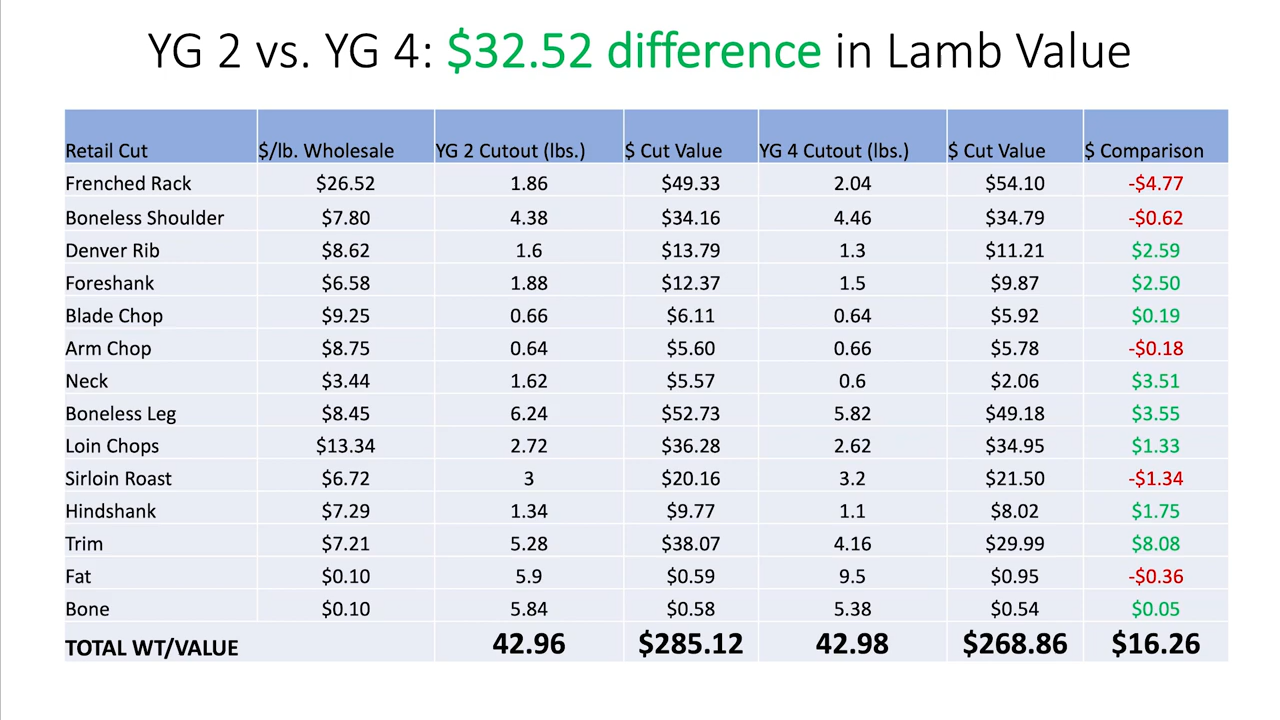 YG 2 vs. YG 4: $32.52 difference in Lamb Value
Retail Cut $/lb. Wholesale YG 2 Cutout (lbs.) $ Cut Value YG 4 Cutout (lbs.) $ Cut Value $ Comparison
Frenched Rack $26.52 1.86 $49.33 2.04 $54.10 -$4.77
Boneless Shoulder $7.80 4.38 $34.16 4.46 $34.79 -$0.62
Denver Rib $8.62 1.6 $13.79 1.3 $11.21 $2.59
Foreshank $6.58 1.88 $12.37 1.5 $9.87 $2.50
Blade Chop $9.25 0.66 $6.11 0.64 $5.92 $0.19
Arm Chop $8.75 0.64 $5.60 0.66 $5.78 -$0.18
Neck $3.44 1.62 $5.57 0.6 $2.06 $3.51
Boneless Leg $8.45 6.24 $52.73 5.82 $49.18 $3.55
Loin Chops $13.34 2.72 $36.28 2.62 $34.95 $1.33
Sirloin Roast $6.72 3 $20.16 3.2 $21.50 -$1.34
Hindshank $7.29 1.34 $9.77 1.1 $8.02 $1.75
Trim $7.21 5.28 $38.07 4.16 $29.99 $8.08
Fat $0.10 5.9 $0.59 9.5 $0.95 -$0.36
Bone $0.10 5.84 $0.58 5.38 $0.54 $0.05
TOTAL WT/VALUE 42.96 $285.12 42.98 $268.86 $16.26